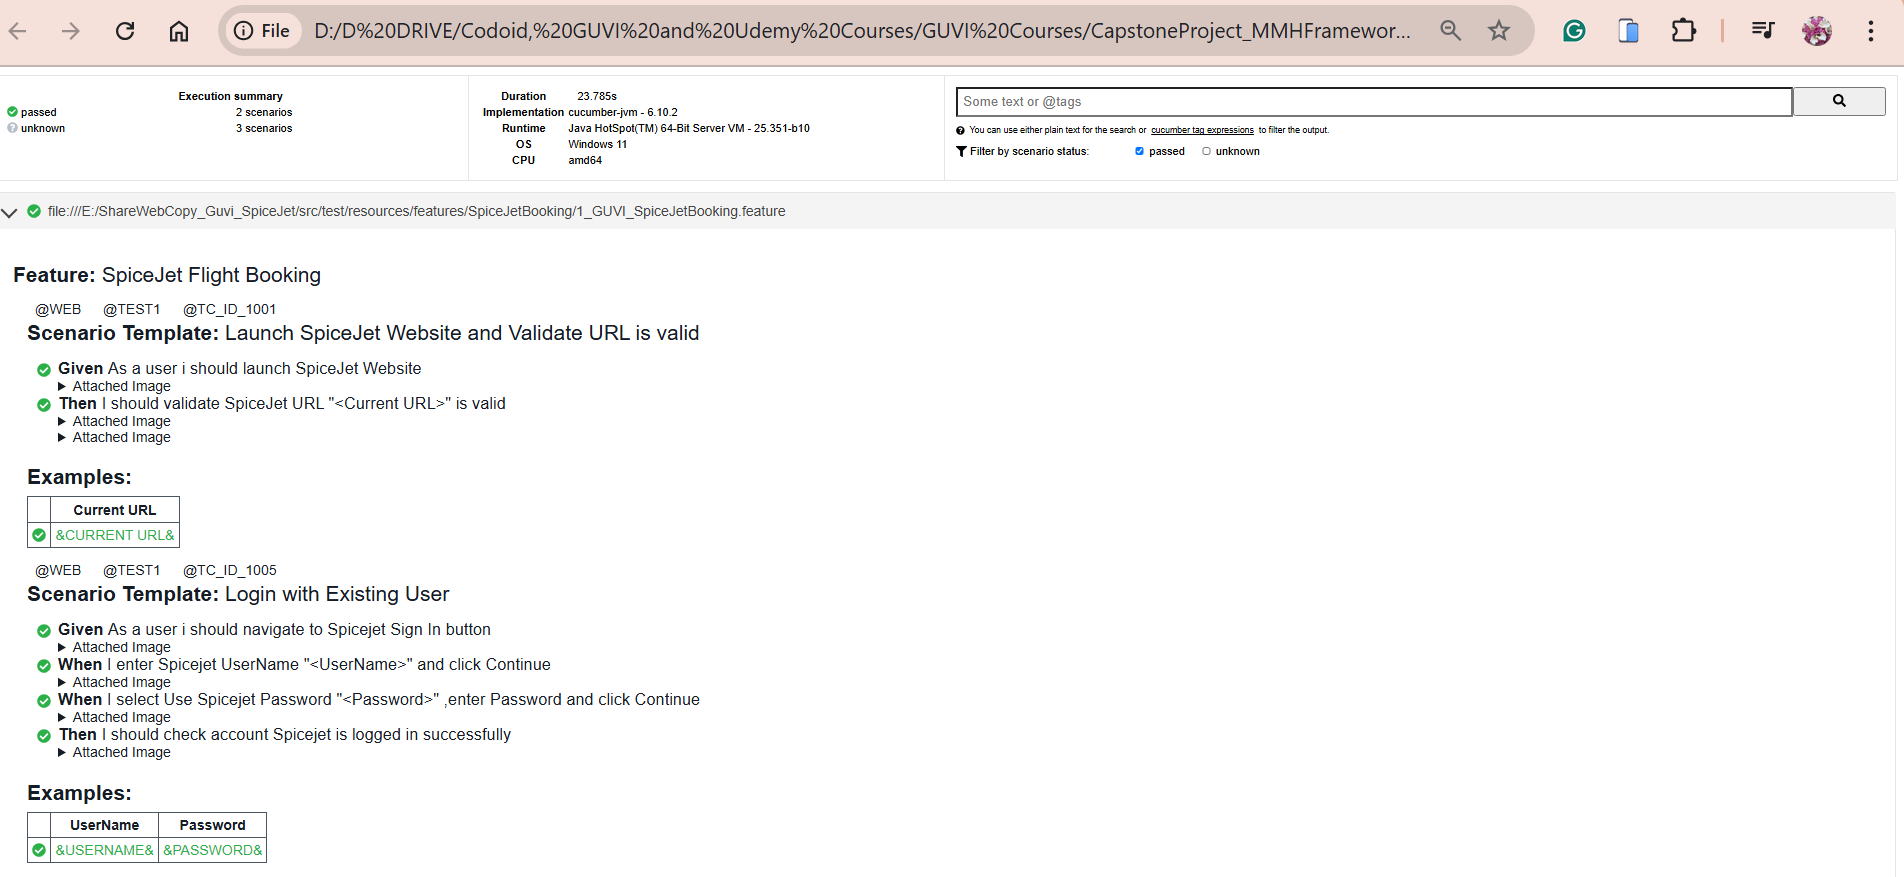 File D:/D%20DRIVE/Codoid,%20GUVI%20and%20Udemy%20Courses/GUVI%20Courses/CapstoneProject_MMHFramewor...
Execution summary
passed 2 scenarios
unknown 3 scenarios
Duration 23.785s
Implementation cucumber-jvm - 6.10.2
Runtime Java HotSpot(TM) 64-Bit Server VM - 25.351-b10
OS Windows 11
CPU amd64
Some text or @tags
You can use either plain text for the search or cucumber tag expressions to filter the output.
Filter by scenario status: passed unknown
file:///E:/ShareWebCopy_Guvi_SpiceJet/src/test/resources/features/SpiceJetBooking/1_GUVI_SpiceJetBooking.feature
Feature: SpiceJet Flight Booking
@WEB @TEST1 @TC_ID_1001
Scenario Template: Launch SpiceJet Website and Validate URL is valid
Given As a user i should launch SpiceJet Website
Attached Image
Then I should validate SpiceJet URL "<Current URL>" is valid
Attached Image
Attached Image
Examples:
Current URL
&CURRENT URL&
@WEB @TEST1 @TC_ID_1005
Scenario Template: Login with Existing User
Given As a user i should navigate to Spicejet Sign In button
Attached Image
When I enter Spicejet UserName "<UserName>" and click Continue
Attached Image
When I select Use Spicejet Password "<Password>" ,enter Password and click Continue
Attached Image
Then I should check account Spicejet is logged in successfully
Attached Image
Examples:
UserName Password
&USERNAME& &PASSWORD&